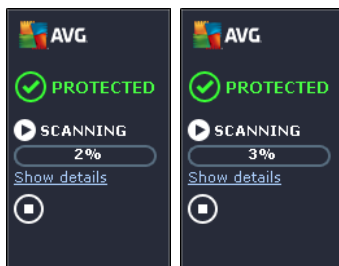 AVG
PROTECTED
SCANNING
2%
Show details
AVG
PROTECTED
SCANNING
3%
Show details